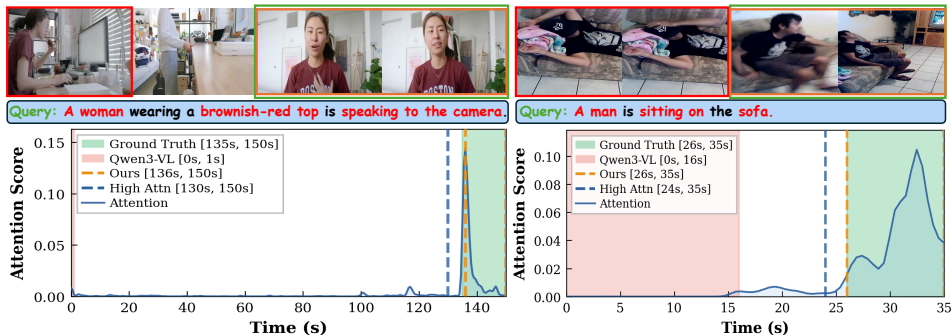 BOSTON
Query: A woman wearing a brownish-red top is speaking to the camera.
Attention Score
0.15
0.10
0.05
0.00
Ground Truth [135s, 150s]
Qwen3-VL [0s, 1s]
Ours [136s, 150s]
High Attn [130s, 150s]
Attention
0 20 40 60 80 100 120 140
Time (s)
Query: A man is sitting on the sofa.
Attention Score
0.10
0.08
0.06
0.04
0.02
0.00
Ground Truth [26s, 35s]
Qwen3-VL [0s, 16s]
Ours [26s, 35s]
High Attn [24s, 35s]
Attention
0 5 10 15 20 25 30 35
Time (s)